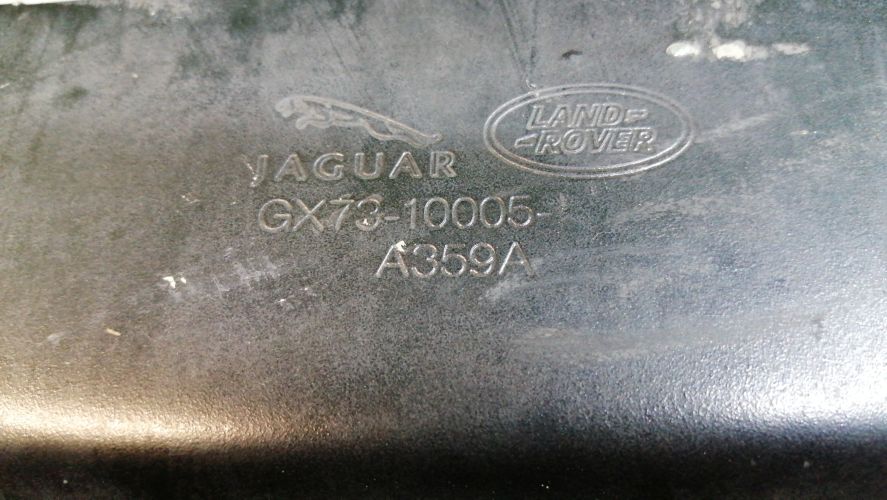 JAGUAR
LAND-
-ROVER
GX73-10005-
A359A